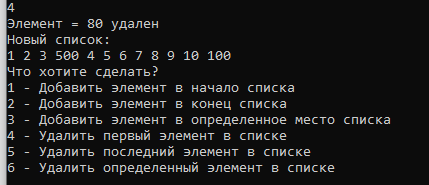 4
Элемент = 80 удален
Новый список:
1 2 3 500 4 5 6 7 8 9 10 100
Что хотите сделать?
1 - Добавить элемент в начало списка
2 - Добавить элемент в конец списка
3 - Добавить элемент в определенное место списка
4 - Удалить первый элемент в списке
5 - Удалить последний элемент в списке
6 - Удалить определенный элемент в списке